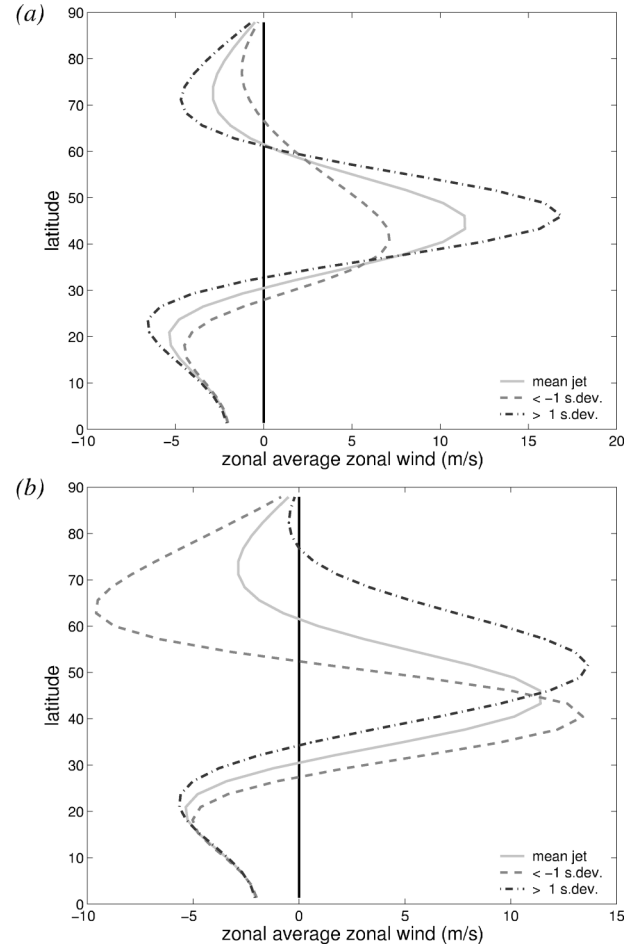 (a)
90
80
70
60
50
40
30
20
10
0
latitude
mean jet
< −1 s.dev.
> 1 s.dev.
−10 −5 0 5 10 15 20
zonal average zonal wind (m/s)
(b)
90
80
70
60
50
40
30
20
10
0
latitude
mean jet
< −1 s.dev.
> 1 s.dev.
−10 −5 0 5 10 15
zonal average zonal wind (m/s)